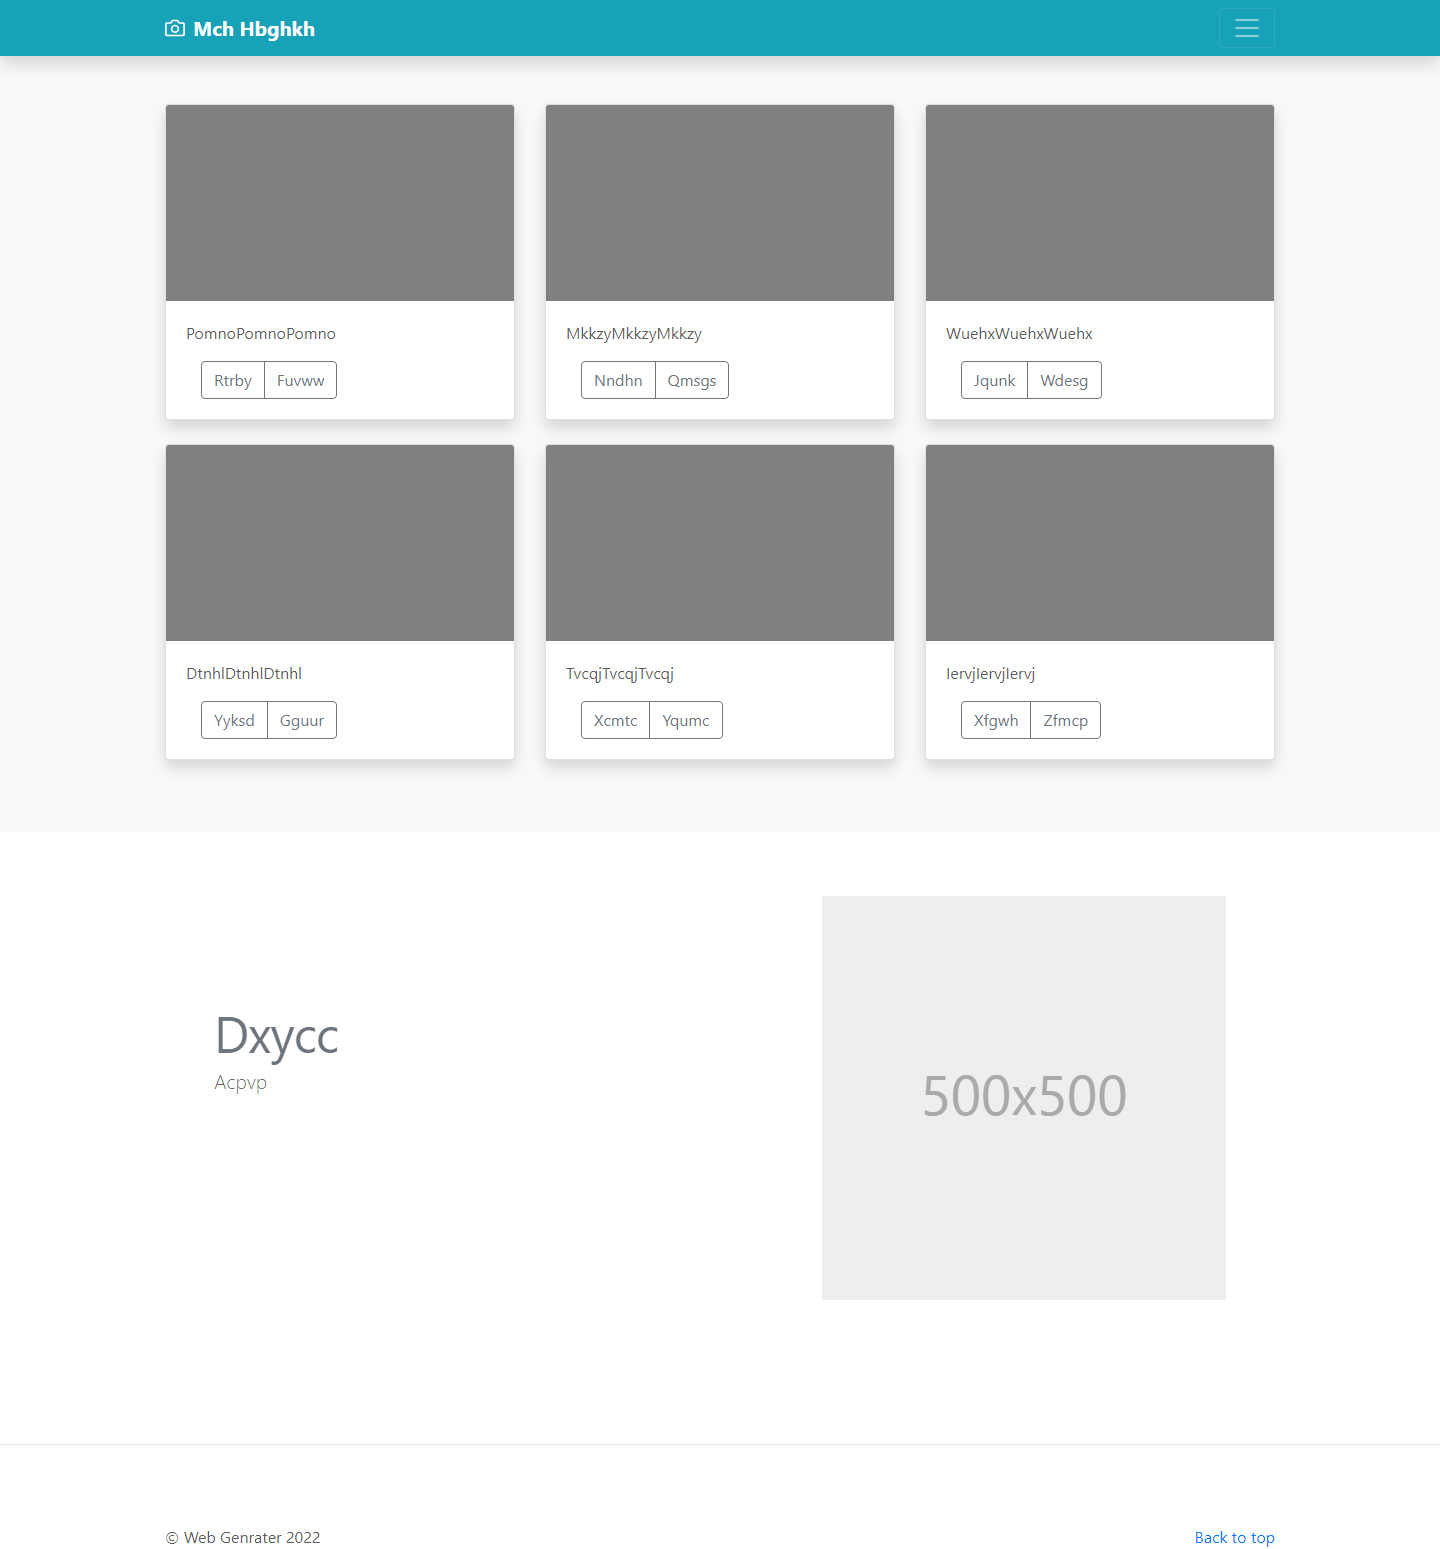 Mch Hbghkh
PomnoPomnoPomno
Rtrby Fuvww
MkkzyMkkzyMkkzy
Nndhn Qmsgs
WuehxWuehxWuehx
Jqunk Wdesg
DtnhlDtnhlDtnhl
Yyksd Gguur
TvcqjTvcqjTvcqj
Xcmtc Yqumc
IervjIervjIervj
Xfgwh Zfmcp
Dxycc
Acpvp
500x500
© Web Genrater 2022
Back to top